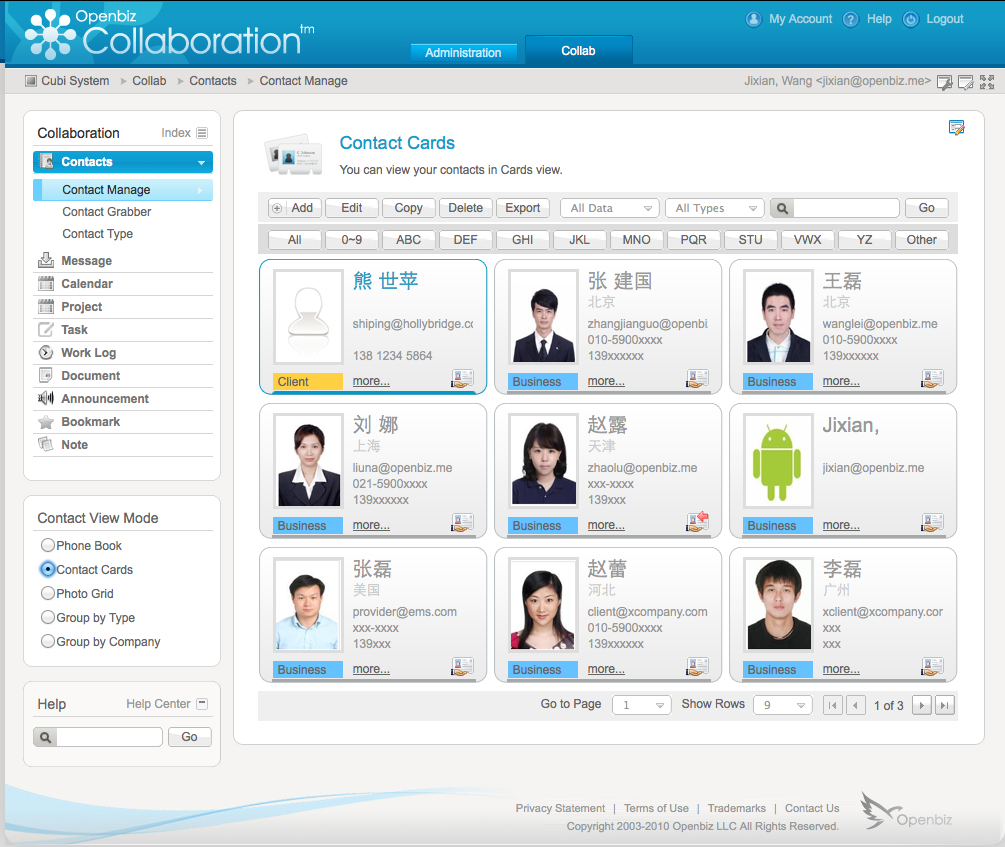 Openbiz
Collaboration™
My Account Help Logout
Administration Collab
Cubi System Collab Contacts Contact Manage
Jixian, Wang <jixian@openbiz.me>
Collaboration Index
Contacts
Contact Manage
Contact Grabber
Contact Type
Message
Calendar
Project
Task
Work Log
Document
Announcement
Bookmark
Note
Contact View Mode
Phone Book
Contact Cards
Photo Grid
Group by Type
Group by Company
Help Help Center
Go
Contact Cards
You can view your contacts in Cards view.
Add Edit Copy Delete Export All Data All Types Go
All 0~9 ABC DEF GHI JKL MNO PQR STU VWX YZ Other
熊 世苹
shiping@hollybridge.cc
138 1234 5864
Client more...
张 建国
北京
zhangjianguo@openbi
010-5900xxxx
139xxxxxx
Business more...
王磊
北京
wanglei@openbiz.me
010-5900xxxx
139xxxxxx
Business more...
刘 娜
上海
liuna@openbiz.me
021-5900xxxx
139xxxxxx
Business more...
赵露
天津
zhaolu@openbiz.me
xxx-xxxx
139xxx
Business more...
Jixian,
jixian@openbiz.me
Business more...
张磊
美国
provider@ems.com
xxx-xxxx
139xxx
Business more...
赵蕾
河北
client@xcompany.com
010-5900xxxx
139xxxxxx
Business more...
李磊
广州
xclient@xcompany.cor
xxx
xxx
Business more...
Go to Page 1 Show Rows 9 1 of 3
Privacy Statement | Terms of Use | Trademarks | Contact Us
Copyright 2003-2010 Openbiz LLC All Rights Reserved.
Openbiz